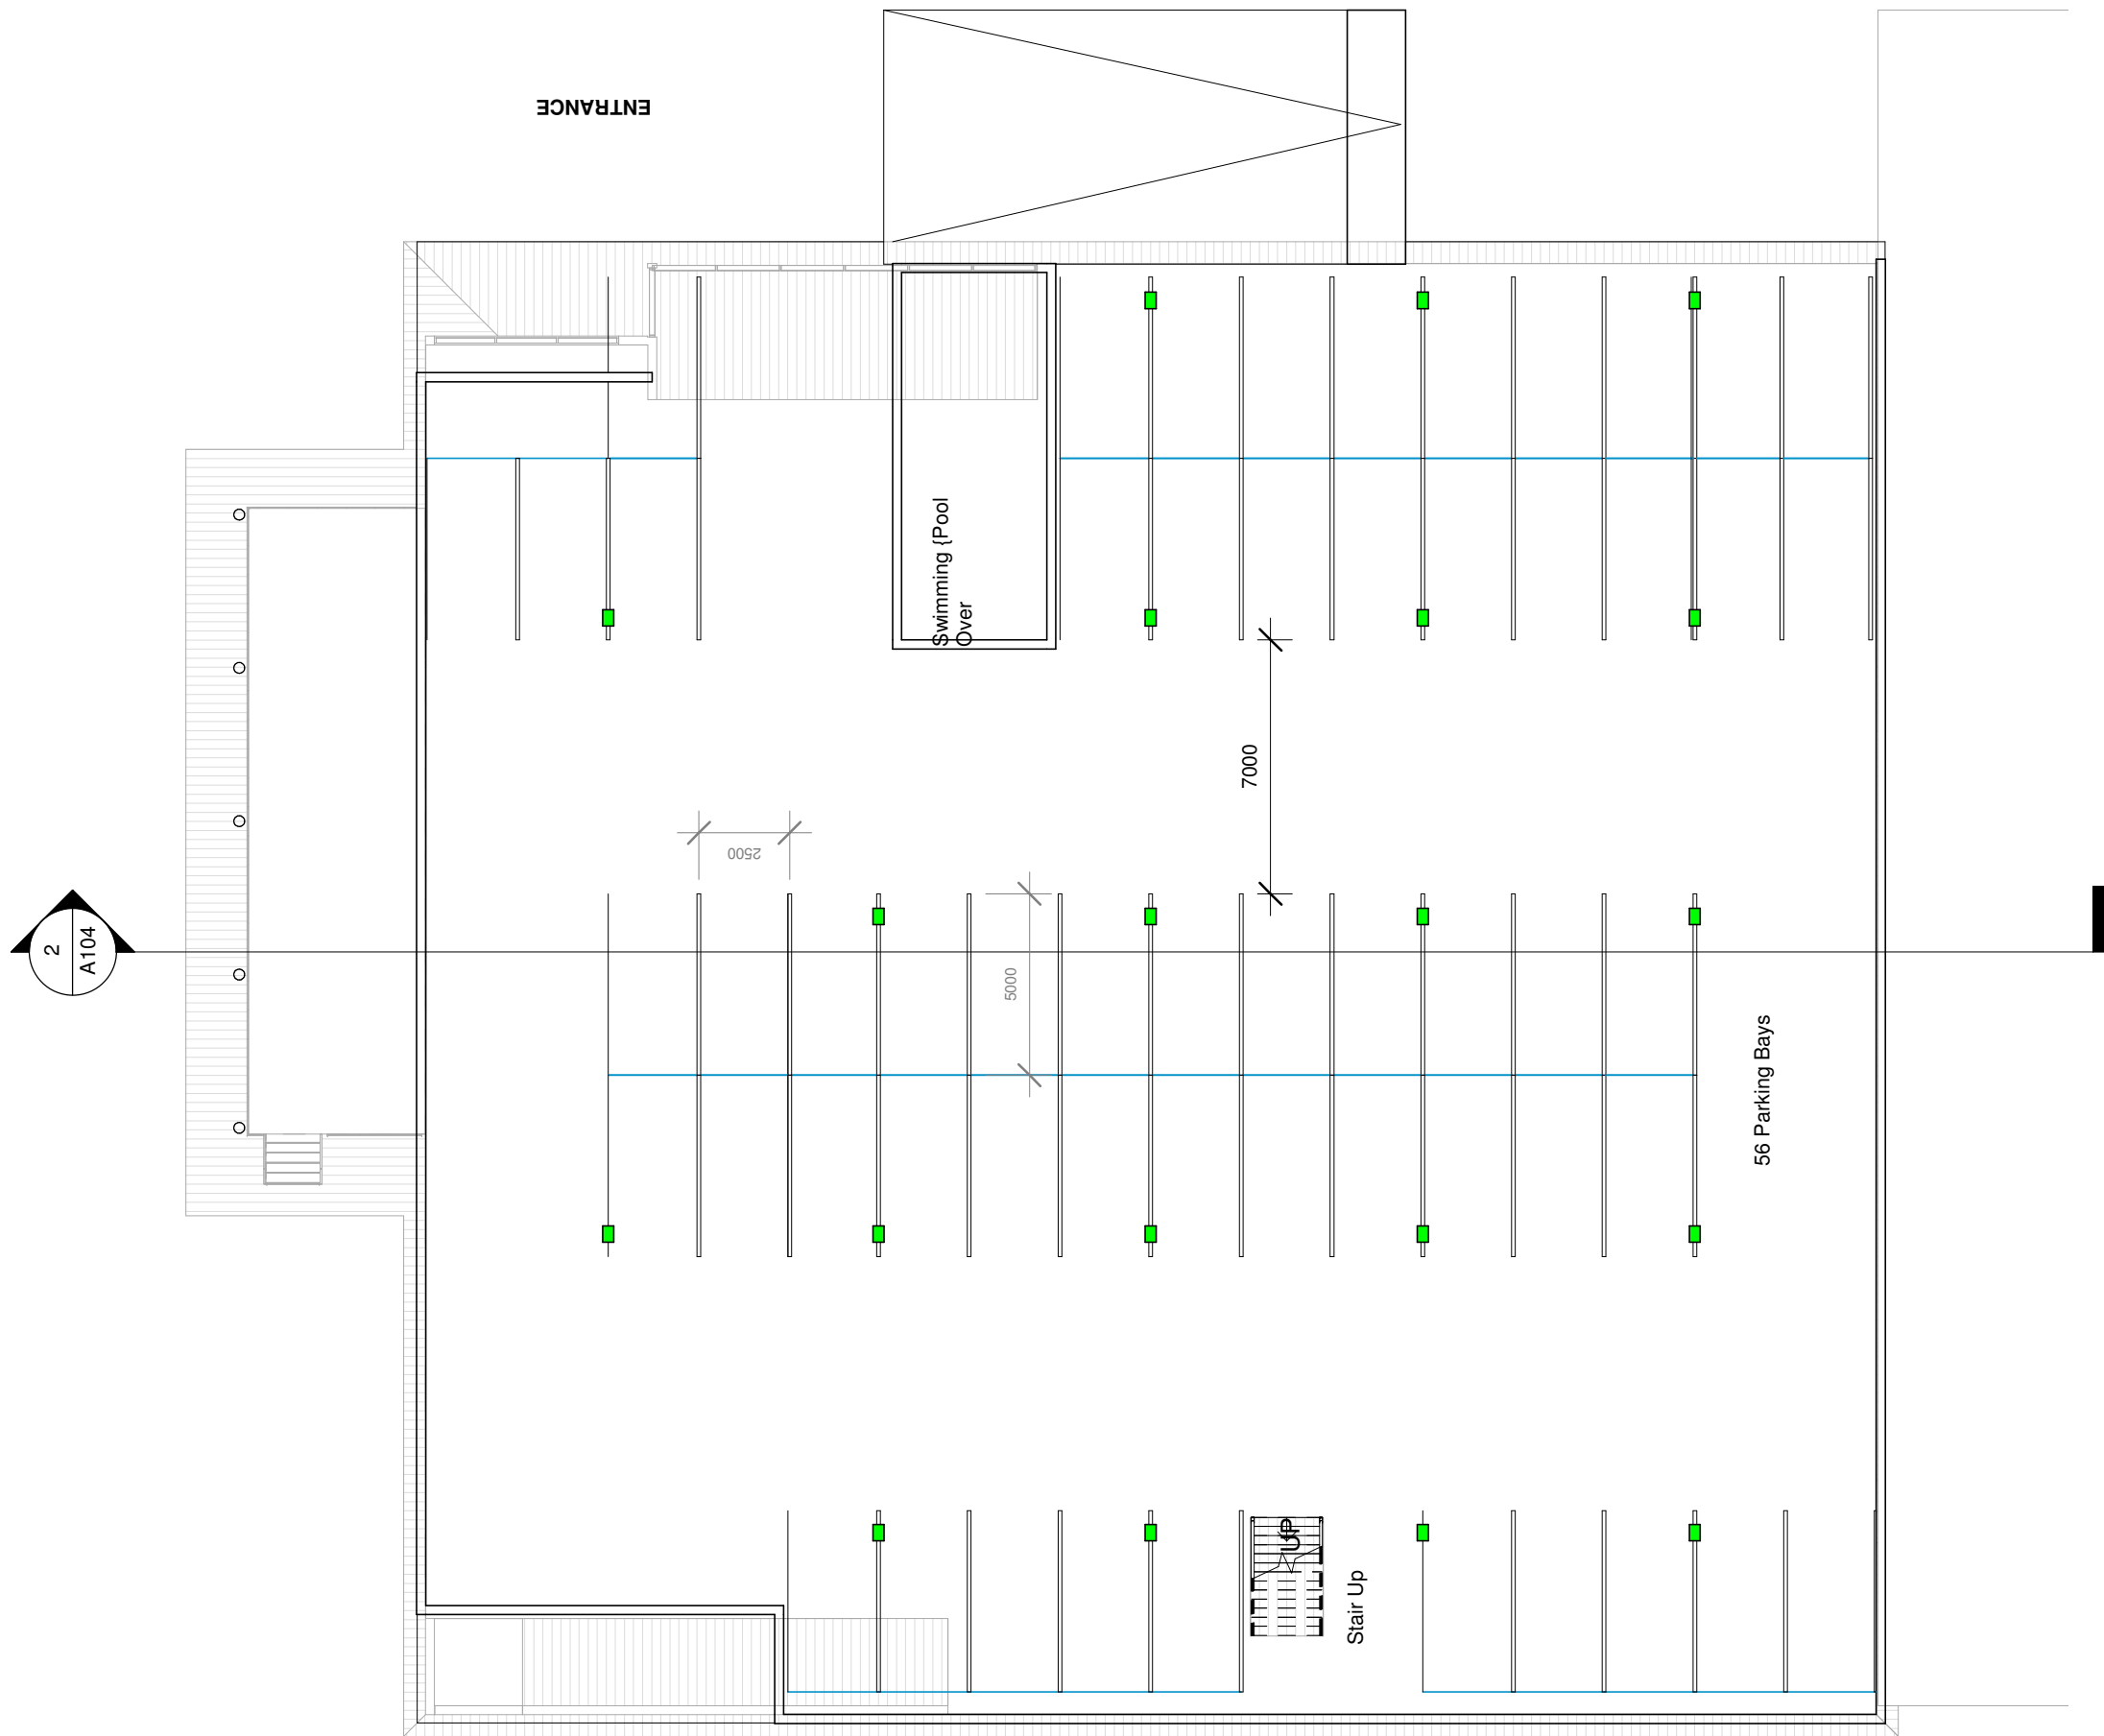 ENTRANCE
Swimming {Pool
Over
7000
2500
2
A104
5000
56 Parking Bays
UP
Stair Up